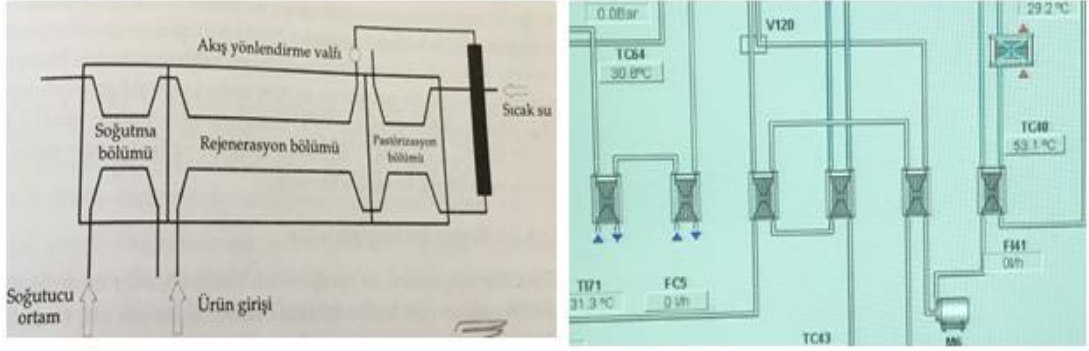 Akış yönlendirme valfı
Sıcak su
Soğutma
bölümü
Rejenerasyon bölümü
Pastörizasyon
bölümü
Soğutucu
ortam
Ürün girişi
0.0Bar
V120
29.2°C
TC64
30.8°C
TC40
53.1°C
FI41
0l/h
TI71
31.3°C
FC5
0 l/h
M6
TC43